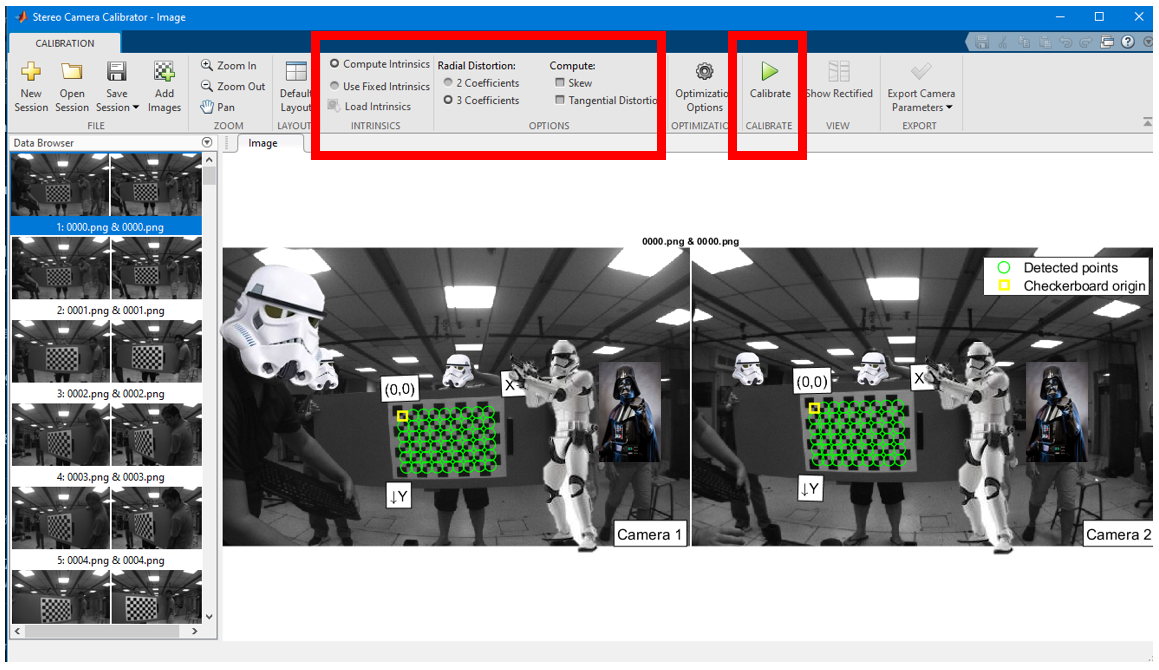 Stereo Camera Calibrator - Image
CALIBRATION
New Session
Open Session
Save Session
Add Images
FILE
Zoom In
Zoom Out
Pan
ZOOM
Default Layout
LAYOUT
Compute Intrinsics
Use Fixed Intrinsics
Load Intrinsics
INTRINSICS
Radial Distortion:
2 Coefficients
3 Coefficients
Compute:
Skew
Tangential Distortio
OPTIONS
Optimizatio
Options
OPTIMIZATIO
Calibrate
CALIBRATE
Show Rectified
VIEW
Export Camera
Parameters
EXPORT
Data Browser
Image
1: 0000.png & 0000.png
2: 0001.png & 0001.png
3: 0002.png & 0002.png
4: 0003.png & 0003.png
5: 0004.png & 0004.png
0000.png & 0000.png
Detected points
Checkerboard origin
(0,0)
X
↓Y
Camera 1
(0,0)
X
↓Y
Camera 2